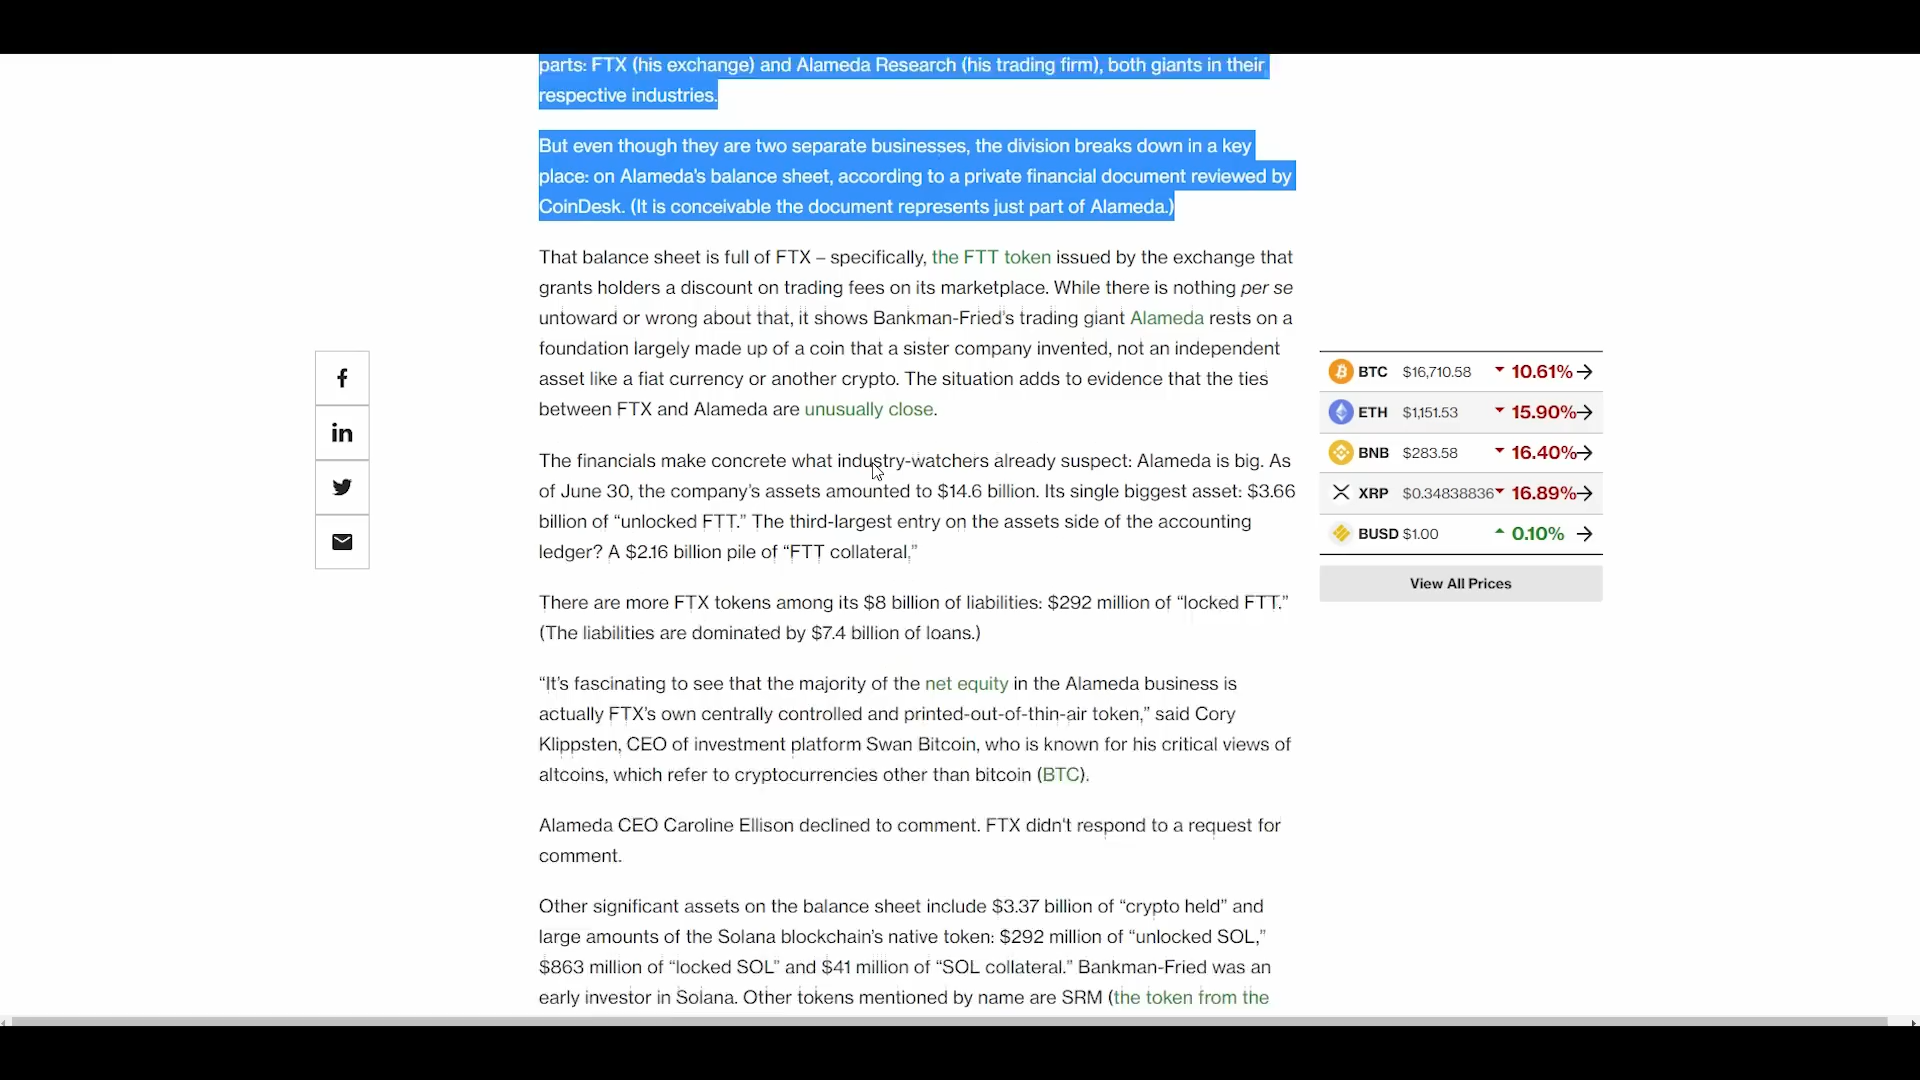 parts: FTX (his exchange) and Alameda Research (his trading firm), both giants in their
respective industries.
But even though they are two separate businesses, the division breaks down in a key
place: on Alameda's balance sheet, according to a private financial document reviewed by
CoinDesk. (It is conceivable the document represents just part of Alameda.)
That balance sheet is full of FTX – specifically, the FTT token issued by the exchange that
grants holders a discount on trading fees on its marketplace. While there is nothing per se
untoward or wrong about that, it shows Bankman-Fried's trading giant Alameda rests on a
foundation largely made up of a coin that a sister company invented, not an independent
asset like a fiat currency or another crypto. The situation adds to evidence that the ties
between FTX and Alameda are unusually close.
The financials make concrete what industry-watchers already suspect: Alameda is big. As
of June 30, the company's assets amounted to $14.6 billion. Its single biggest asset: $3.66
billion of “unlocked FTT.” The third-largest entry on the assets side of the accounting
ledger? A $2.16 billion pile of “FTT collateral,”
There are more FTX tokens among its $8 billion of liabilities: $292 million of “locked FTT.”
(The liabilities are dominated by $7.4 billion of loans.)
“It's fascinating to see that the majority of the net equity in the Alameda business is
actually FTX's own centrally controlled and printed-out-of-thin-air token,” said Cory
Klippsten, CEO of investment platform Swan Bitcoin, who is known for his critical views of
altcoins, which refer to cryptocurrencies other than bitcoin (BTC).
Alameda CEO Caroline Ellison declined to comment. FTX didn't respond to a request for
comment.
Other significant assets on the balance sheet include $3.37 billion of “crypto held” and
large amounts of the Solana blockchain's native token: $292 million of “unlocked SOL,”
$863 million of “locked SOL” and $41 million of “SOL collateral.” Bankman-Fried was an
early investor in Solana. Other tokens mentioned by name are SRM (the token from the
BTC $16,710.58 10.61%
ETH $1,151.53 15.90%
BNB $283.58 16.40%
XRP $0.34838836 16.89%
BUSD $1.00 0.10%
View All Prices